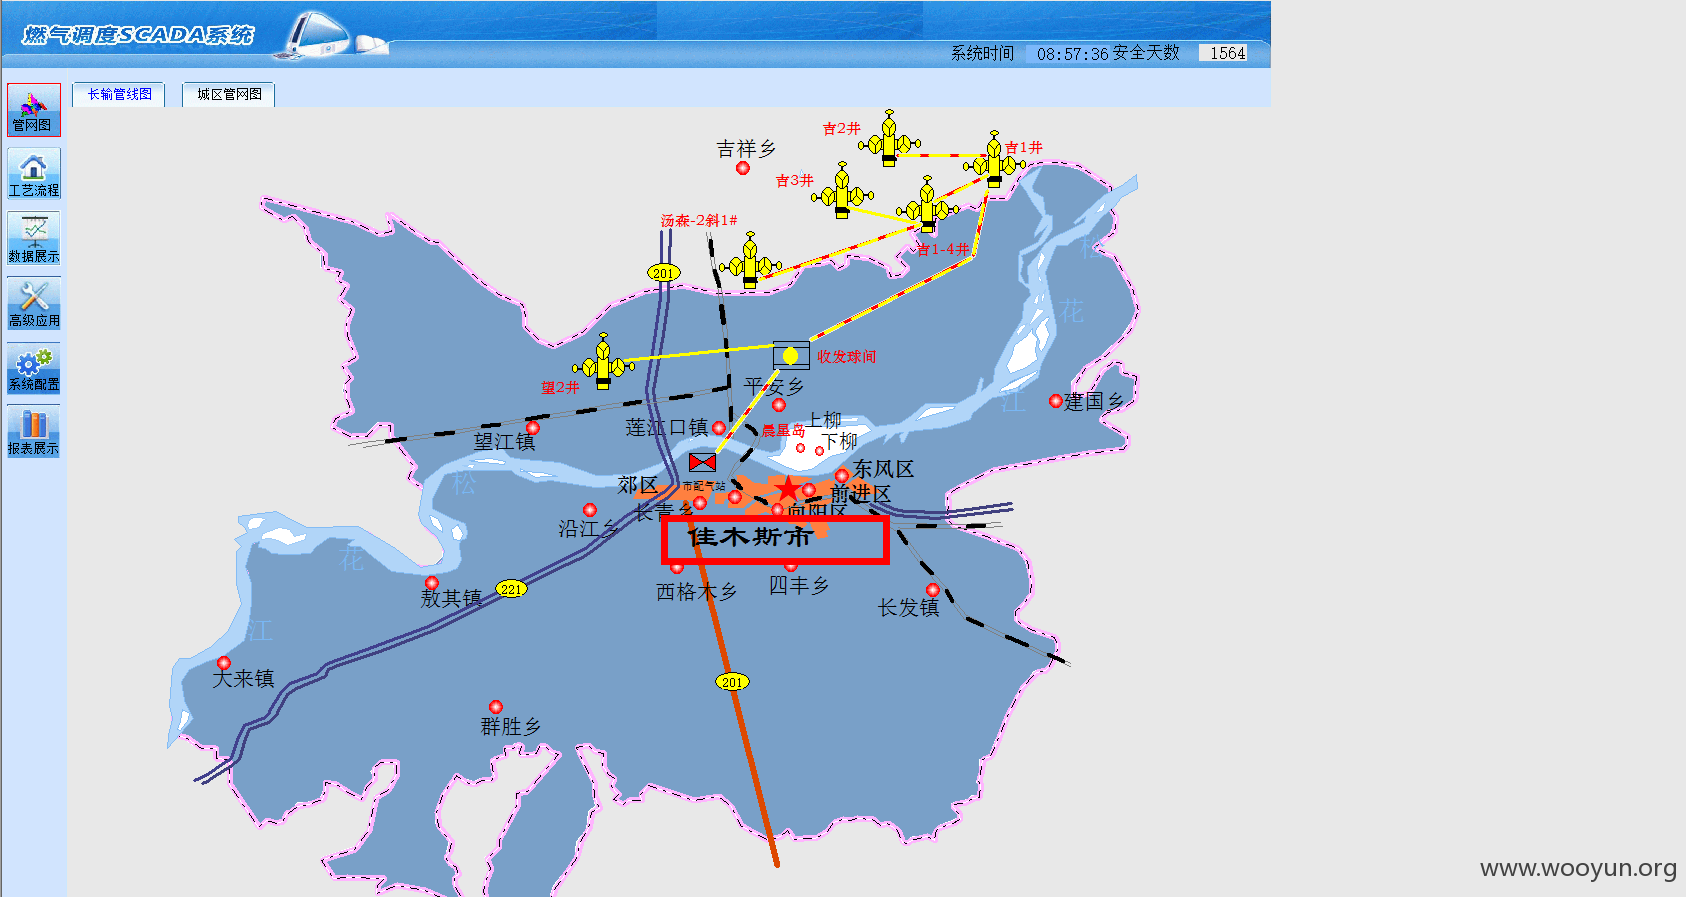 燃气调度SCADA系统
系统时间 08:57:36 安全天数 1564
管网图
工艺流程
数据展示
高级应用
系统配置
报表展示
长输管线图
城区管网图
吉2井
吉1井
吉祥乡
吉3井
汤森-2斜1#
吉1-4井
松
201
花
收发球间
望2井
平安乡
江
建国乡
上柳
莲江口镇
晨星岛
下柳
望江镇
东风区
松
郊区
市配气站
前进区
长青乡
向阳区
沿江乡
佳木斯市
花
敖其镇
221
西格木乡
四丰乡
长发镇
江
大来镇
201
群胜乡
www.wooyun.org